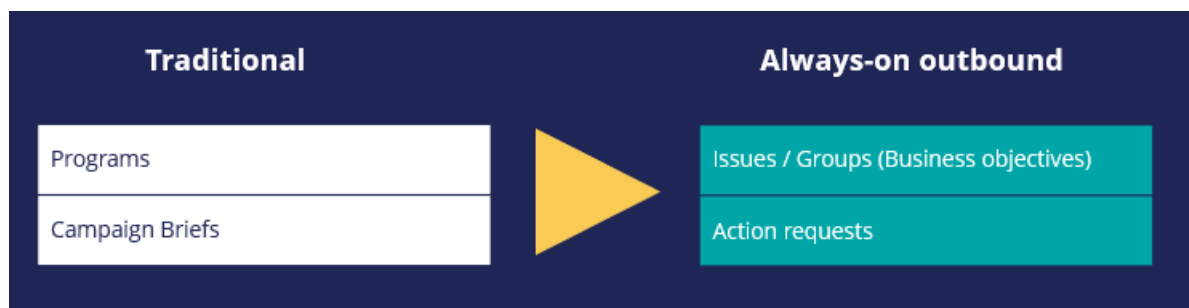 Traditional
Always-on outbound
Programs
Issues / Groups (Business objectives)
Campaign Briefs
Action requests